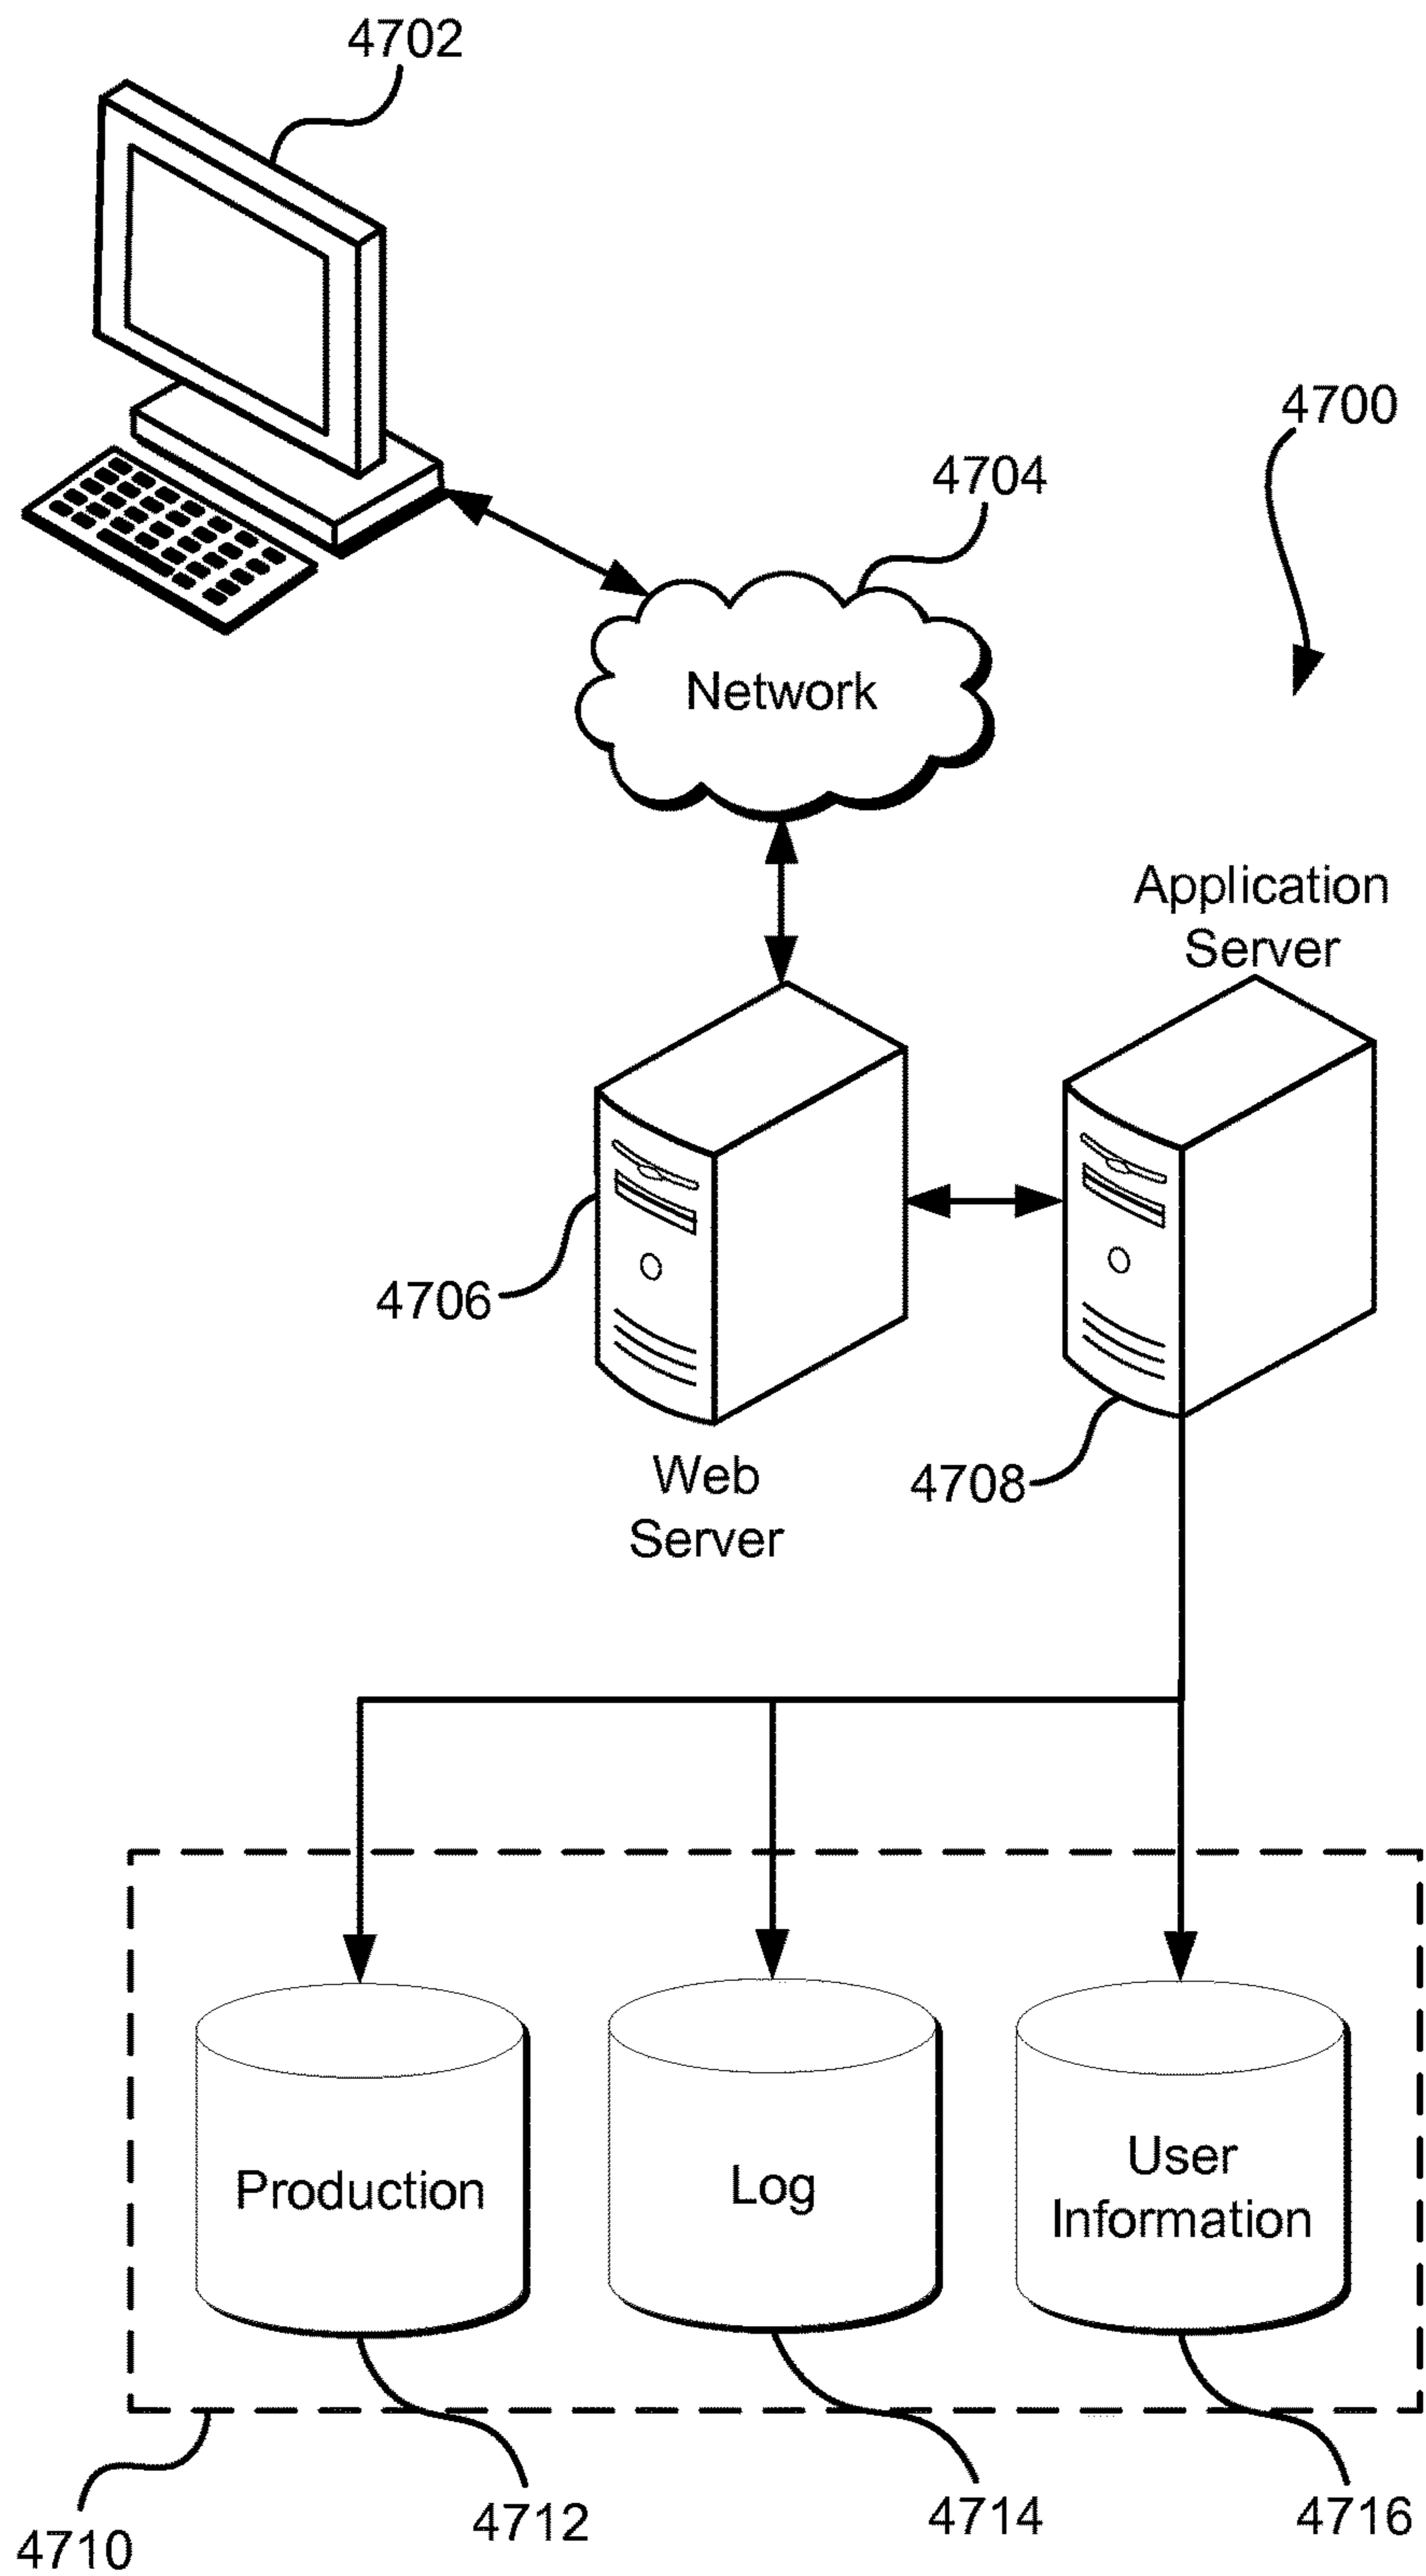 4702
4700
4704
Network
Application
Server
4706
Web
Server
4708
Production
Log
User
Information
4710
4712
4714
4716